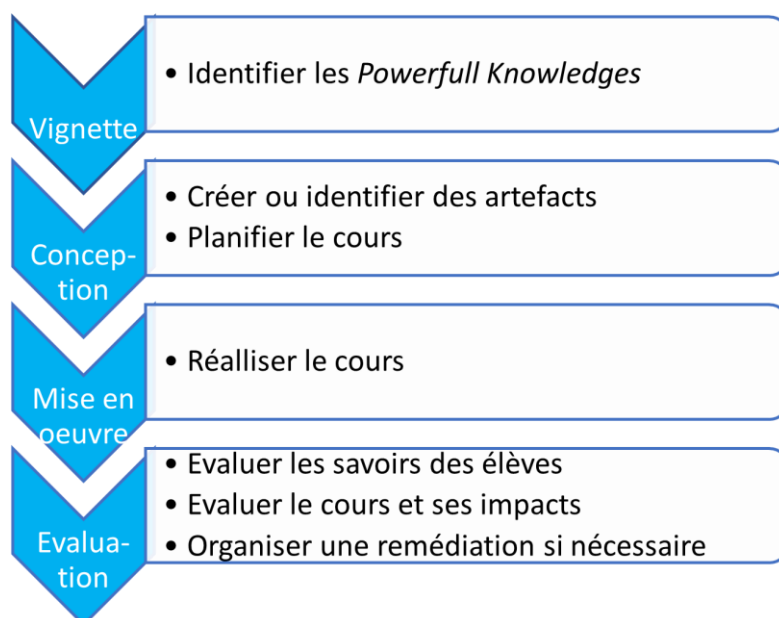 • Identifier les Powerfull Knowledges
Vignette
• Créer ou identifier des artefacts
• Planifier le cours
Concep-
tion
• Réalliser le cours
Mise en
oeuvre
• Evaluer les savoirs des élèves
• Evaluer le cours et ses impacts
• Organiser une remédiation si nécessaire
Evalua-
tion